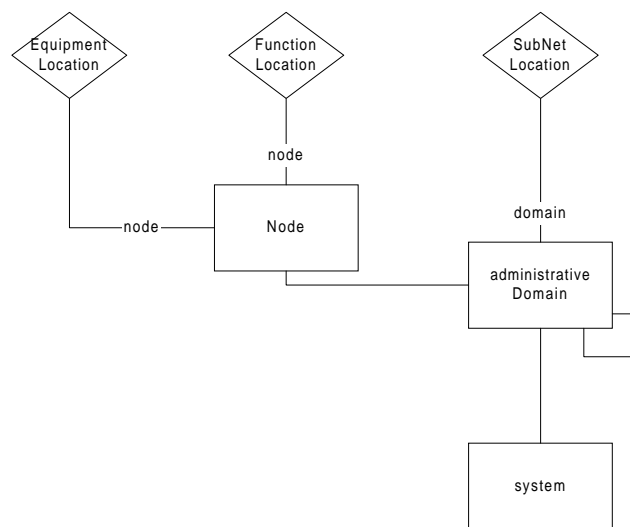 Equipment
Location
Function
Location
SubNet
Location
node
node
Node
domain
administrative
Domain
system